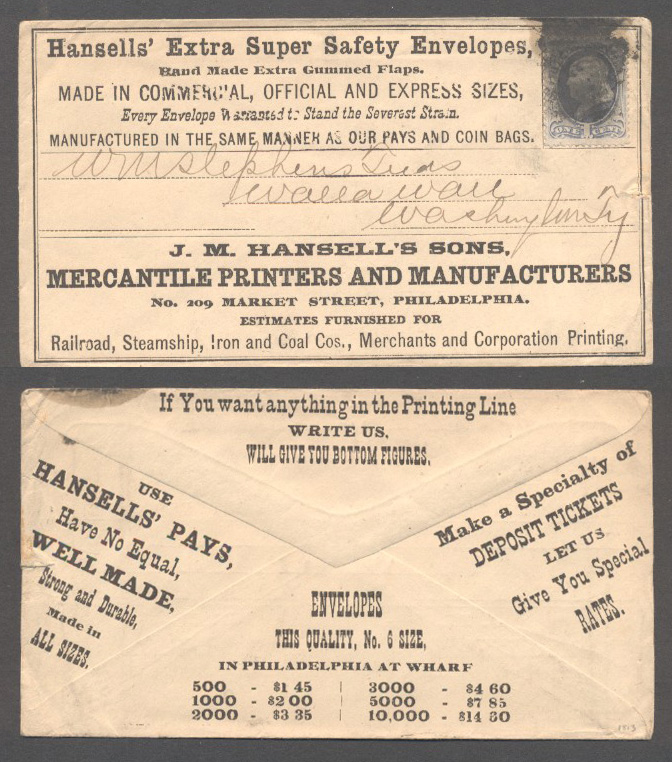 Hansells' Extra Super Safety Envelopes,
Hand Made Extra Gummed Flaps.
MADE IN COMMERCIAL, OFFICIAL AND EXPRESS SIZES,
Every Envelope Warranted to Stand the Severest Strain.
MANUFACTURED IN THE SAME MANNER AS OUR PAYS AND COIN BAGS.
Wm Stephens
Walla Wall
Washington Ty
J. M. HANSELL'S SONS,
MERCANTILE PRINTERS AND MANUFACTURERS
No. 209 MARKET STREET, PHILADELPHIA.
ESTIMATES FURNISHED FOR
Railroad, Steamship, Iron and Coal Cos., Merchants and Corporation Printing.
If You want anything in the Printing Line
WRITE US,
WILL GIVE YOU BOTTOM FIGURES,
USE
HANSELLS' PAYS,
Have No Equal,
WELL MADE,
Strong and Durable,
Made in
ALL SIZES.
Make a Specialty of
DEPOSIT TICKETS
LET US
Give You Special
RATES.
ENVELOPES
THIS QUALITY, No. 6 SIZE,
IN PHILADELPHIA AT WHARF
500 - $1 45 | 3000 - $4 60
1000 - $2 00 | 5000 - $7 85
2000 - $3 35 | 10,000 - $14 30